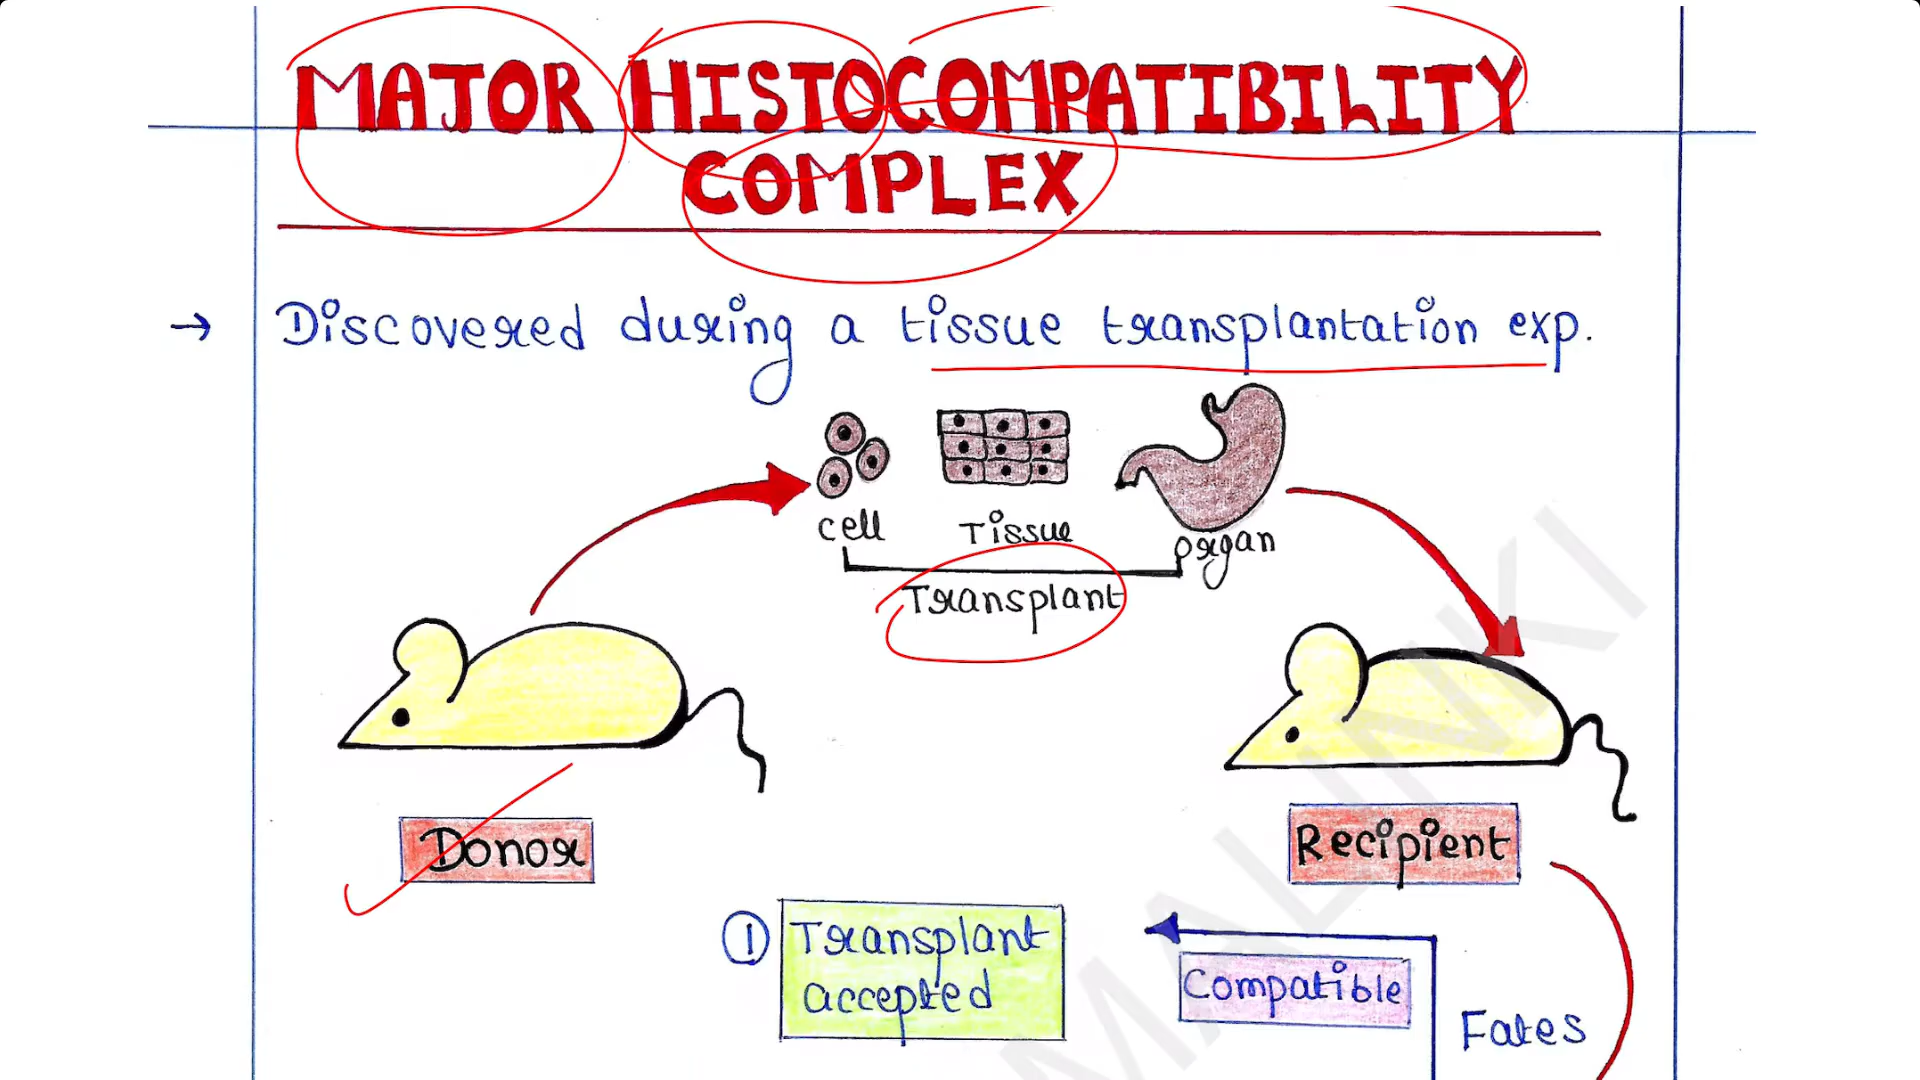 MAJOR HISTOCOMPATIBILITY
COMPLEX
→ Discovered during a tissue transplantation exp.
cell
Tissue
organ
Transplant
Donor
Recipient
① Transplant
accepted
Compatible
Fates
MALINKI